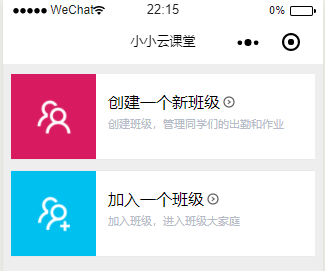 WeChat 22:15 0%
小小云课堂
创建一个新班级
创建班级，管理同学们的出勤和作业
加入一个班级
加入班级，进入班级大家庭